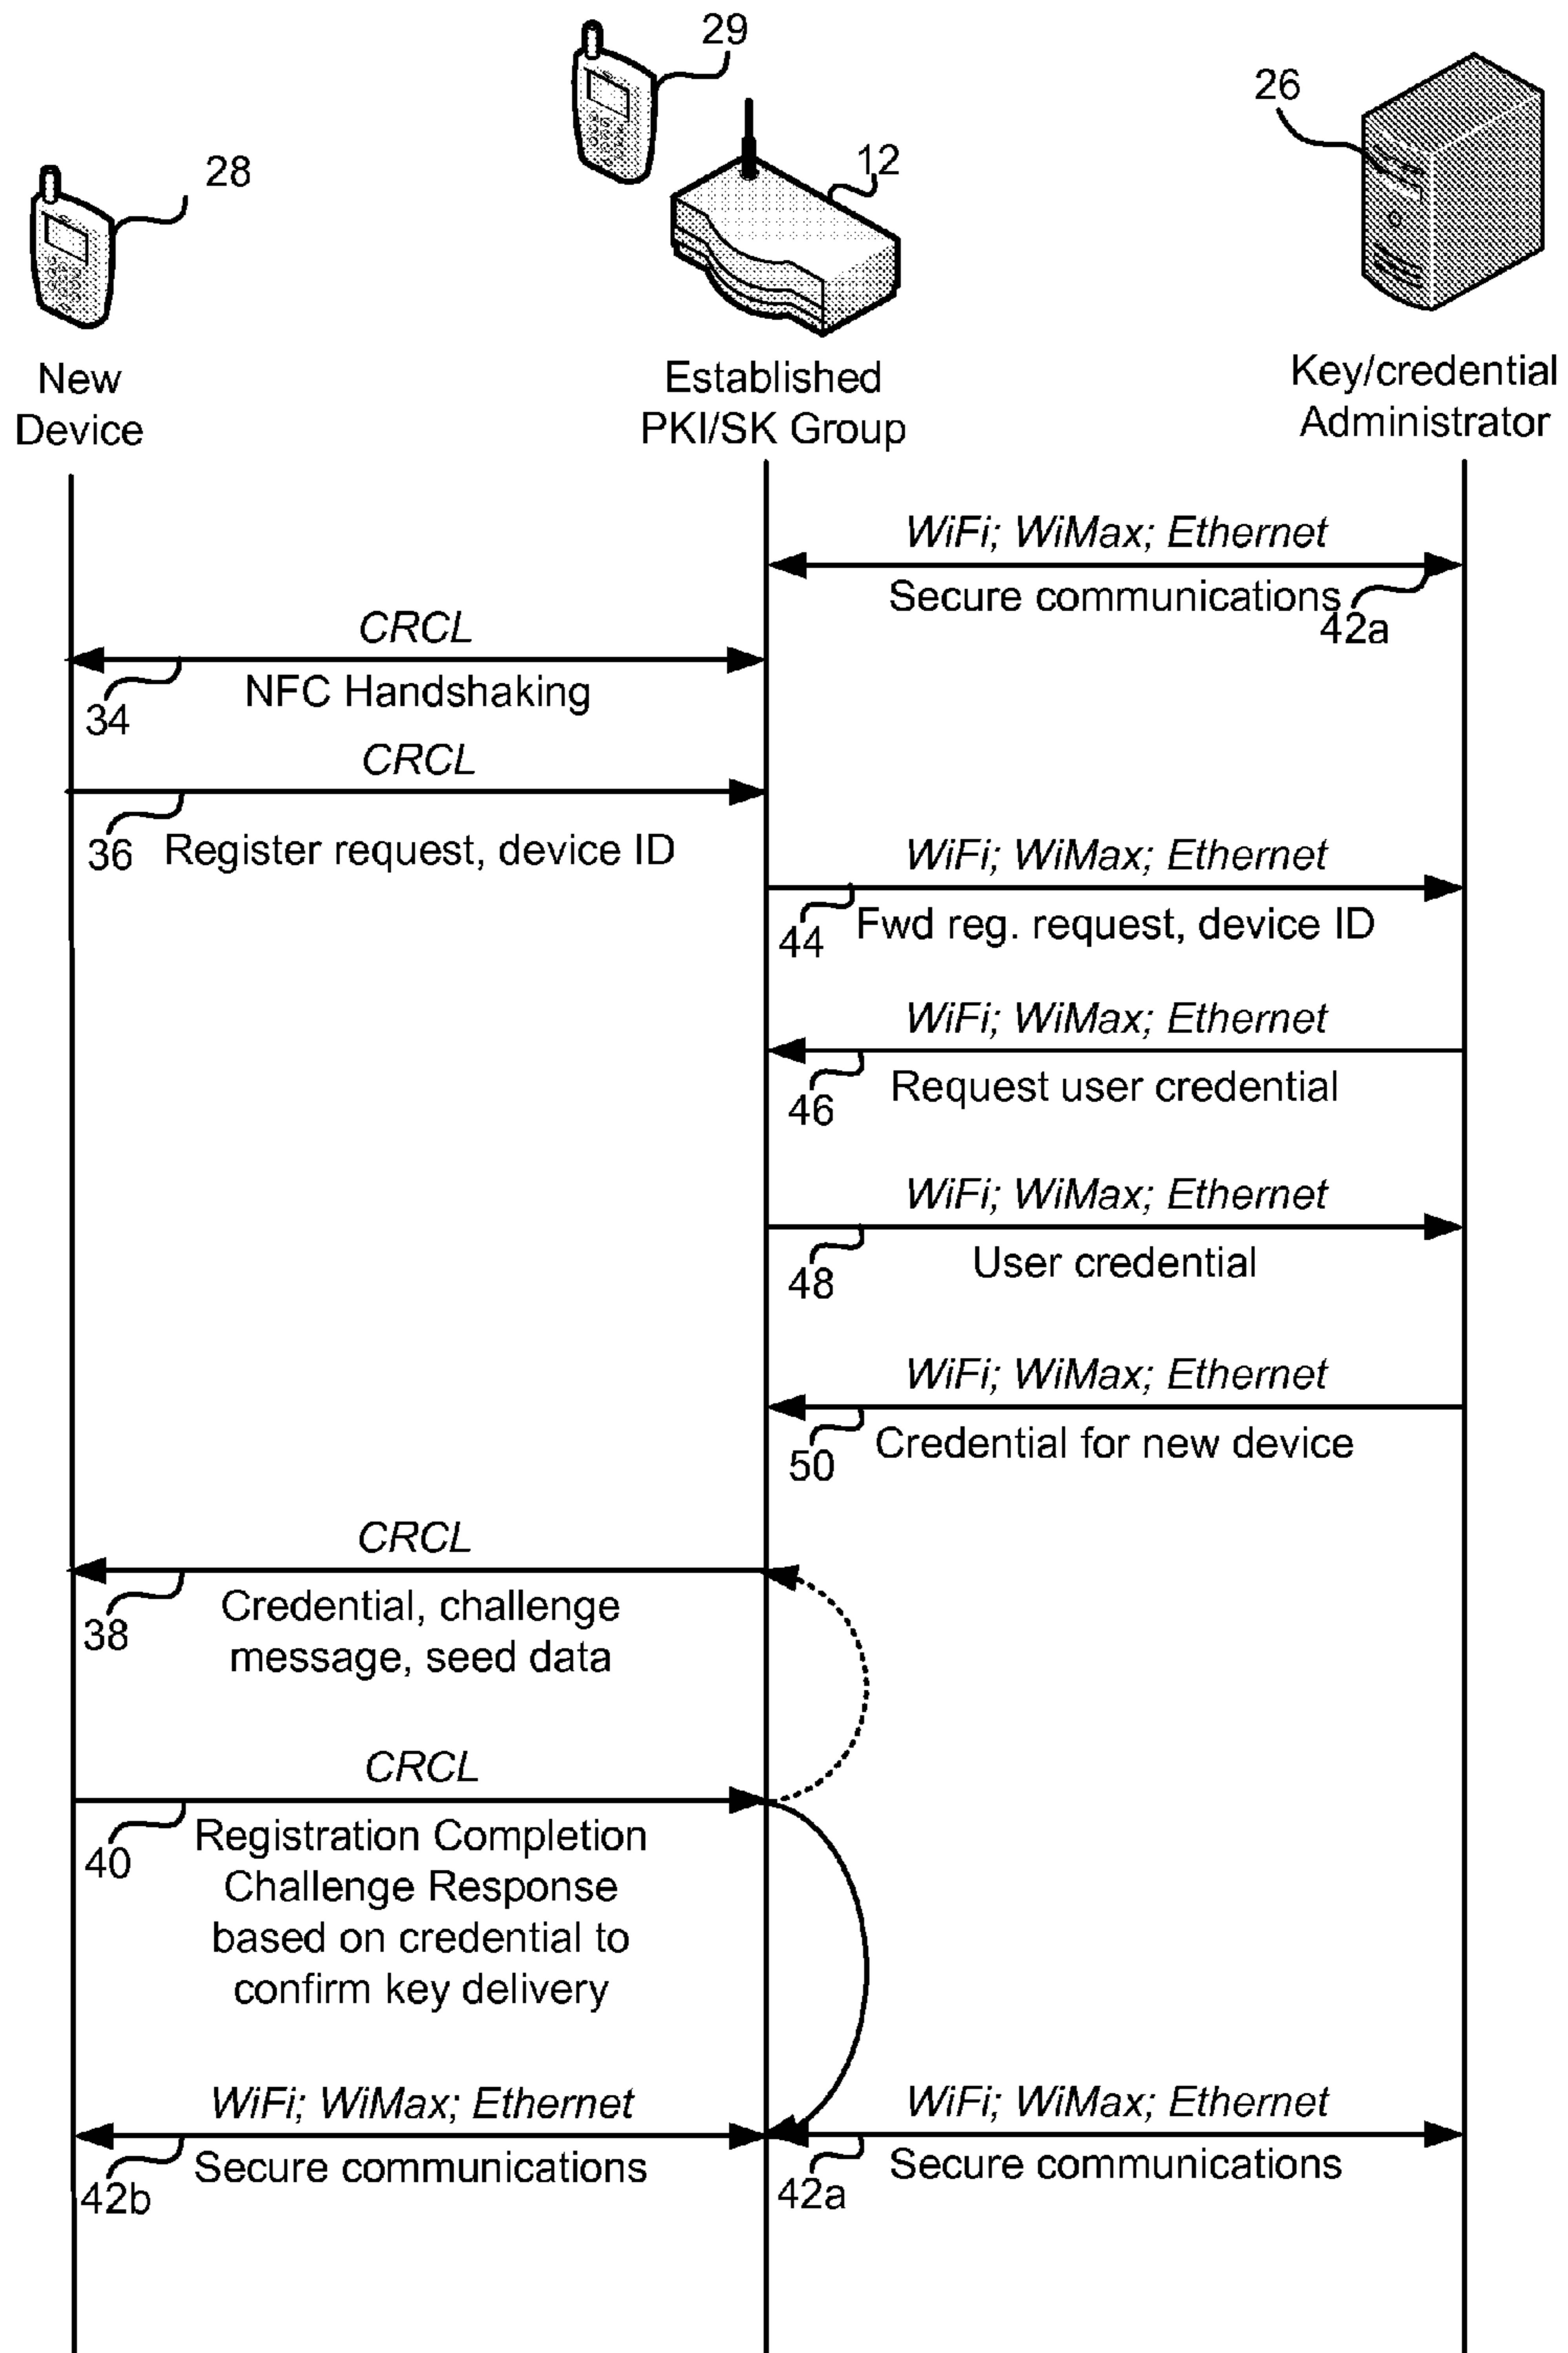 29
26
12
28
New
Device
Established
PKI/SK Group
Key/credential
Administrator
WiFi; WiMax; Ethernet
Secure communications
42a
CRCL
34
NFC Handshaking
CRCL
36
Register request, device ID
WiFi; WiMax; Ethernet
44
Fwd reg. request, device ID
WiFi; WiMax; Ethernet
46
Request user credential
WiFi; WiMax; Ethernet
48
User credential
WiFi; WiMax; Ethernet
50
Credential for new device
CRCL
38
Credential, challenge
message, seed data
CRCL
40
Registration Completion
Challenge Response
based on credential to
confirm key delivery
WiFi; WiMax; Ethernet
42b
Secure communications
WiFi; WiMax; Ethernet
42a
Secure communications